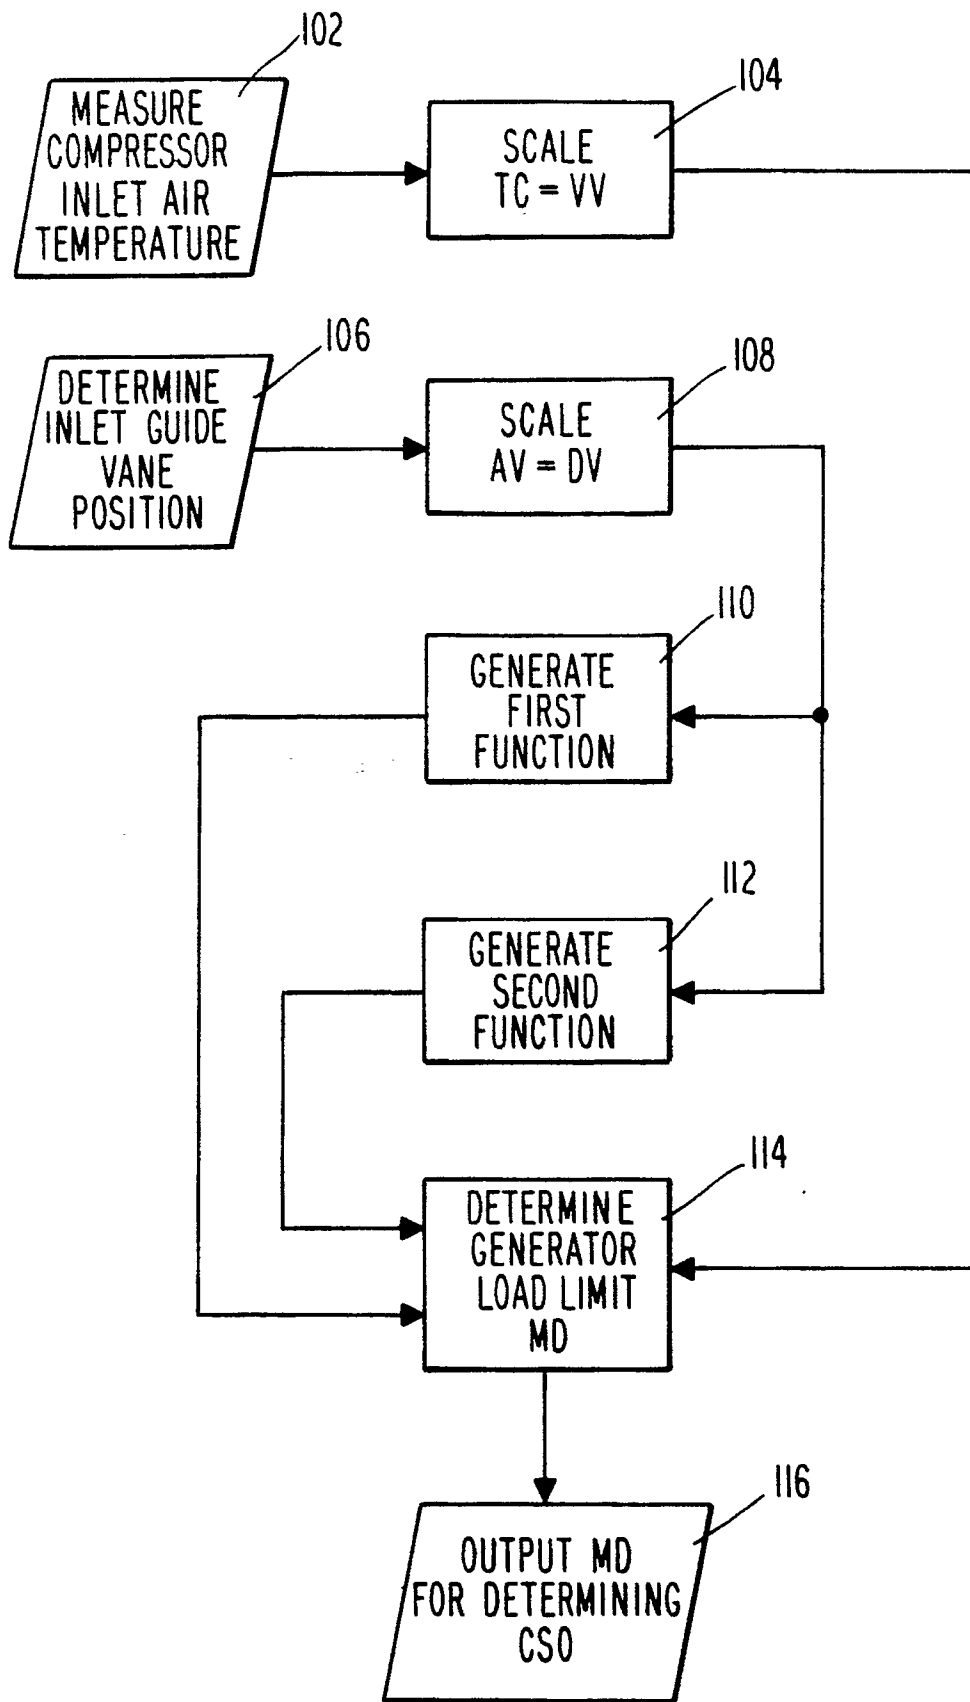 102
MEASURE
COMPRESSOR
INLET AIR
TEMPERATURE
104
SCALE
TC = VV
106
DETERMINE
INLET GUIDE
VANE
POSITION
108
SCALE
AV = DV
110
GENERATE
FIRST
FUNCTION
112
GENERATE
SECOND
FUNCTION
114
DETERMINE
GENERATOR
LOAD LIMIT
MD
116
OUTPUT MD
FOR DETERMINING
CSO